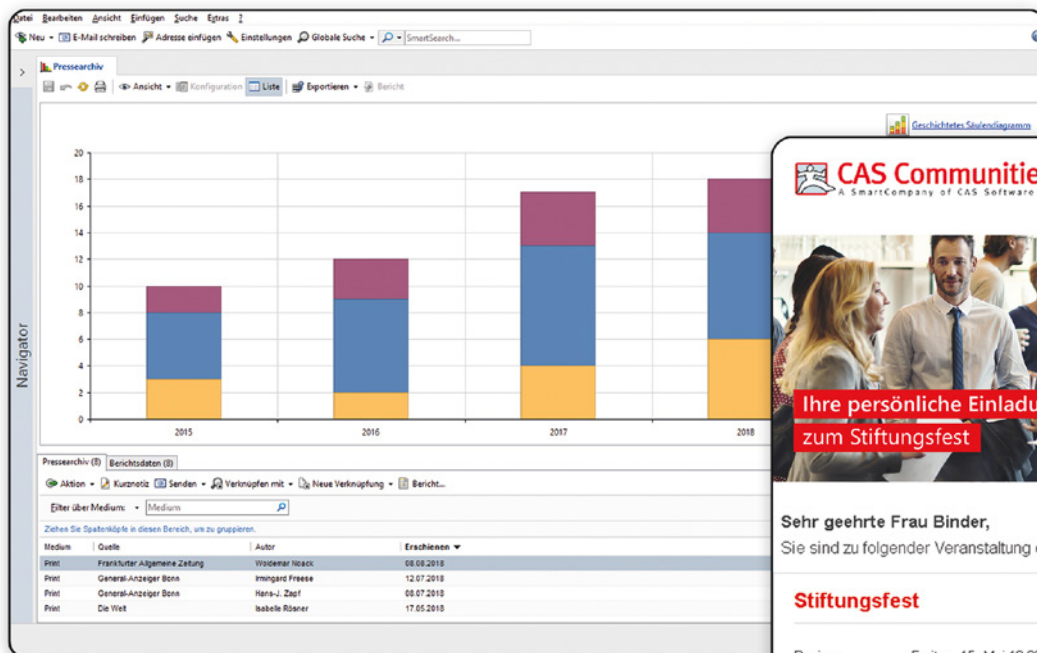 Datei Bearbeiten Ansicht Einfügen Suche Extras ?
Neu E-Mail schreiben Adresse einfügen Einstellungen Globale Suche SmartSearch...
Pressearchiv
Ansicht Konfiguration Liste Exportieren Bericht
Geschichtetes Säulendiagramm
20
18
16
14
12
10
8
6
4
2
0
2015 2016 2017 2018
Navigator
Pressearchiv (8) Berichtsdaten (8)
Aktion Kurznotiz Senden Verknüpfen mit Neue Verknüpfung Bericht...
Filter über Medium: Medium
Ziehen Sie Spaltenköpfe in diesen Bereich, um zu gruppieren.
Medium Quelle Autor Erschienen
Print Frankfurter Allgemeine Zeitung Woldemar Noack 08.08.2018
Print General-Anzeiger Bonn Irmingard Freese 12.07.2018
Print General-Anzeiger Bonn Hans-J. Zapf 08.07.2018
Print Die Welt Isabelle Rösner 17.05.2018
CAS Communitie
A SmartCompany of CAS Software
Ihre persönliche Einladu
zum Stiftungsfest
Sehr geehrte Frau Binder,
Sie sind zu folgender Veranstaltung
Stiftungsfest